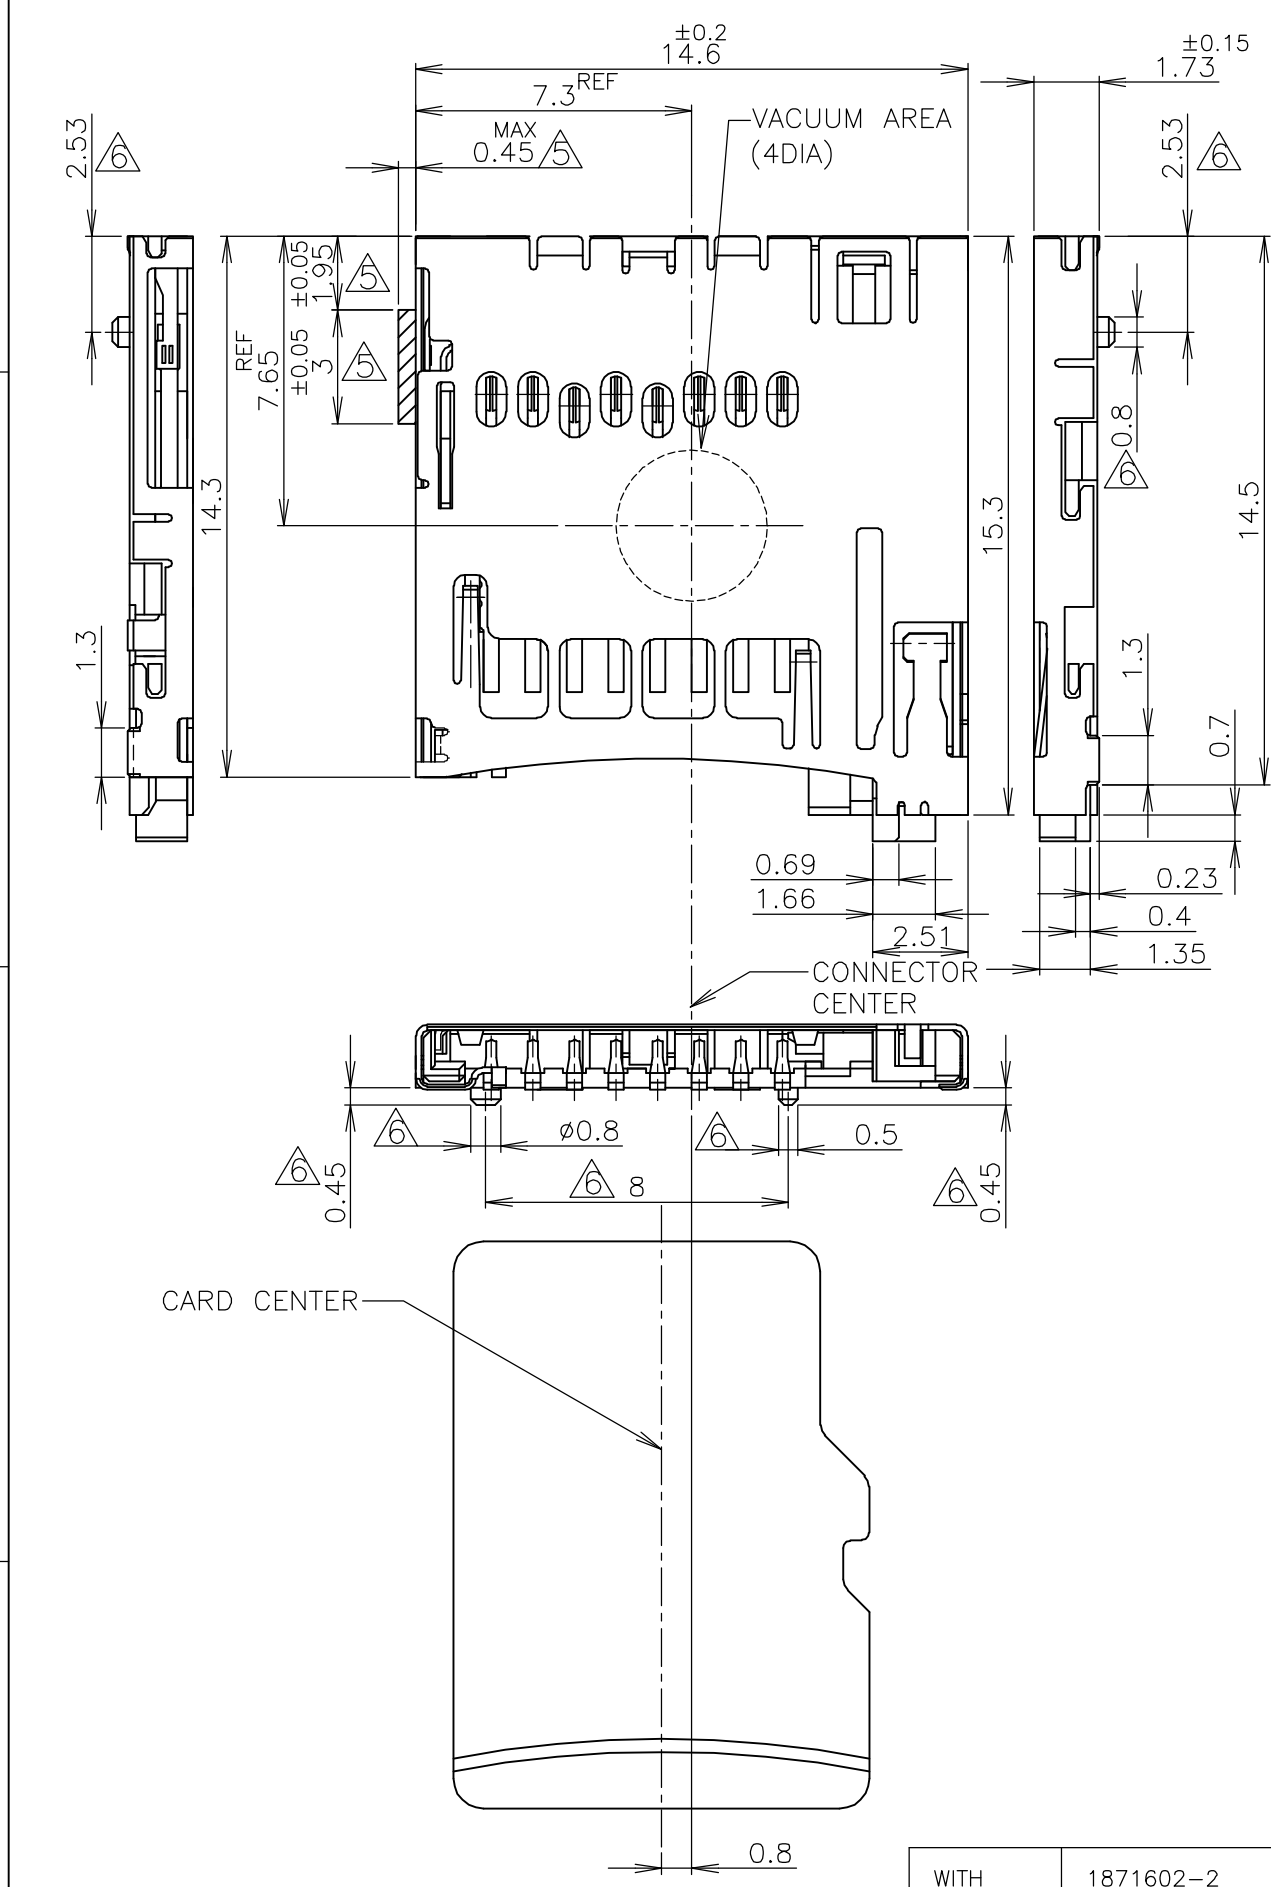 ±0.2
14.6
±0.15
1.73
7.3 REF
MAX
0.45 5
VACUUM AREA
(4DIA)
2.53 6
2.53 6
1.95 ±0.05 5
3 ±0.05 5
7.65 REF
14.3
15.3
0.8 6
14.5
1.3
1.3
0.7
0.69
1.66
2.51
0.23
0.4
1.35
CONNECTOR
CENTER
6 ø0.8
6 0.5
6 0.45
6 8
6 0.45
CARD CENTER
0.8
WITH 1871602-2